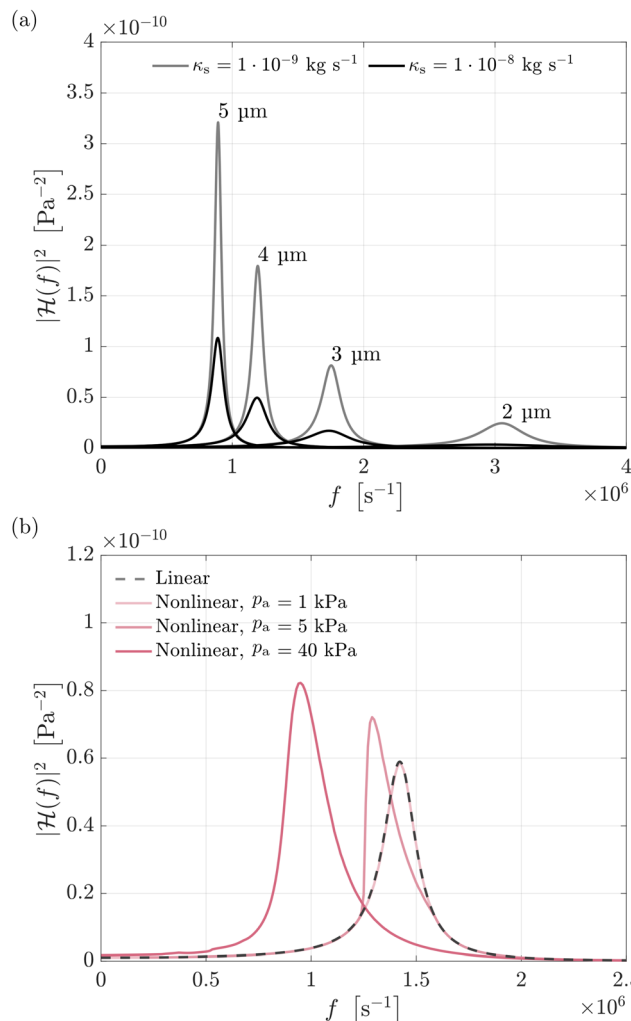 (a)
×10⁻¹⁰
4
3.5
3
2.5
2
1.5
1
0.5
0
|ℋ(f)|² [Pa⁻²]
κₛ = 1 · 10⁻⁹ kg s⁻¹ κₛ = 1 · 10⁻⁸ kg s⁻¹
5 µm
4 µm
3 µm
2 µm
0 1 2 3 4
f [s⁻¹] ×10⁶
(b)
×10⁻¹⁰
1.2
1
0.8
0.6
0.4
0.2
0
|ℋ(f)|² [Pa⁻²]
Linear
Nonlinear, pₐ = 1 kPa
Nonlinear, pₐ = 5 kPa
Nonlinear, pₐ = 40 kPa
0 0.5 1 1.5 2 2.
f [s⁻¹] ×10⁶